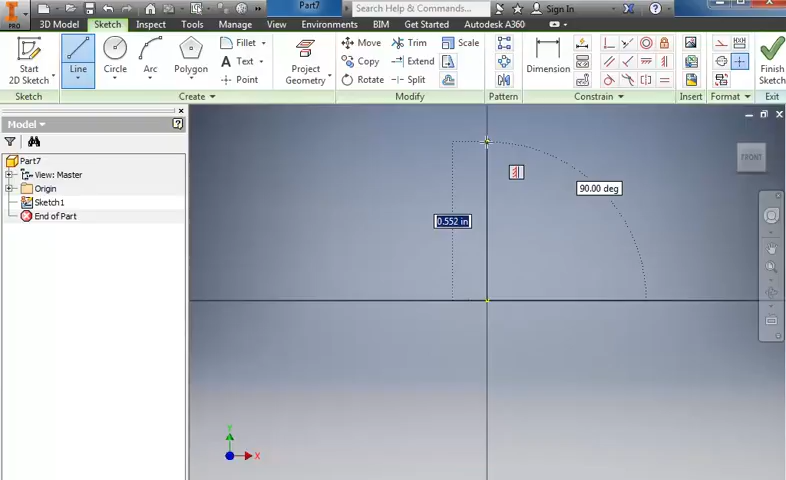 Part7
Search Help & Commands...
Sign In
PRO
3D Model
Sketch
Inspect
Tools
Manage
View
Environments
BIM
Get Started
Autodesk A360
Start
2D Sketch
Line
Circle
Arc
Polygon
Fillet
Text
Point
Project
Geometry
Move
Copy
Rotate
Trim
Extend
Split
Scale
Dimension
Finish
Sketch
Sketch
Create
Modify
Pattern
Constrain
Insert
Format
Exit
Model
Part7
View: Master
Origin
Sketch1
End of Part
90.00 deg
0.552 in
FRONT
Y
X